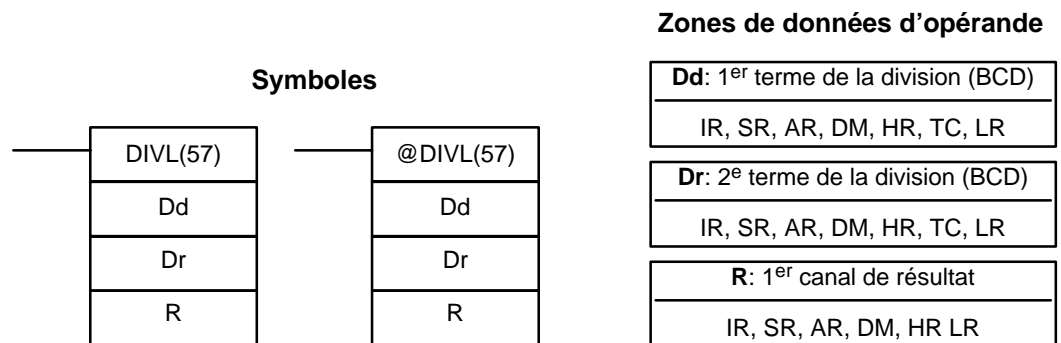 Zones de données d'opérande
Symboles
DIVL(57)
Dd
Dr
R
@DIVL(57)
Dd
Dr
R
Dd: 1er terme de la division (BCD)
IR, SR, AR, DM, HR, TC, LR
Dr: 2e terme de la division (BCD)
IR, SR, AR, DM, HR, TC, LR
R: 1er canal de résultat
IR, SR, AR, DM, HR LR